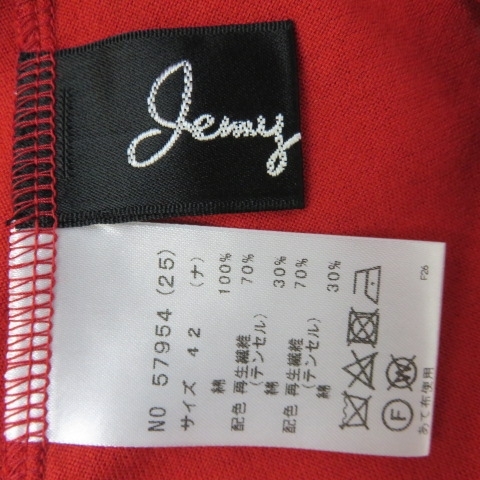 Jenny
NO 57954 (25)
サイズ 42 (ナ)
綿 100%
配色 再生繊維 70%
(テンセル)
綿 30%
配色 再生繊維 70%
(テンセル)
綿 30%
F
あて布使用
F26